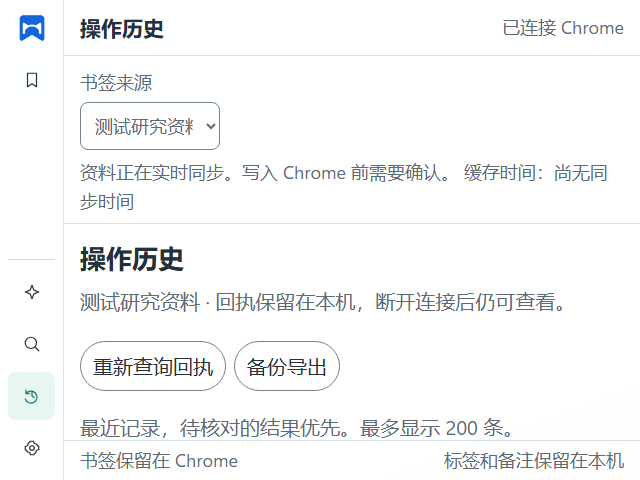 操作历史
已连接 Chrome
书签来源
测试研究资料
资料正在实时同步。写入 Chrome 前需要确认。 缓存时间：尚无同
步时间
操作历史
测试研究资料 · 回执保留在本机，断开连接后仍可查看。
重新查询回执
备份导出
最近记录，待核对的结果优先。最多显示 200 条。
书签保留在 Chrome
标签和备注保留在本机